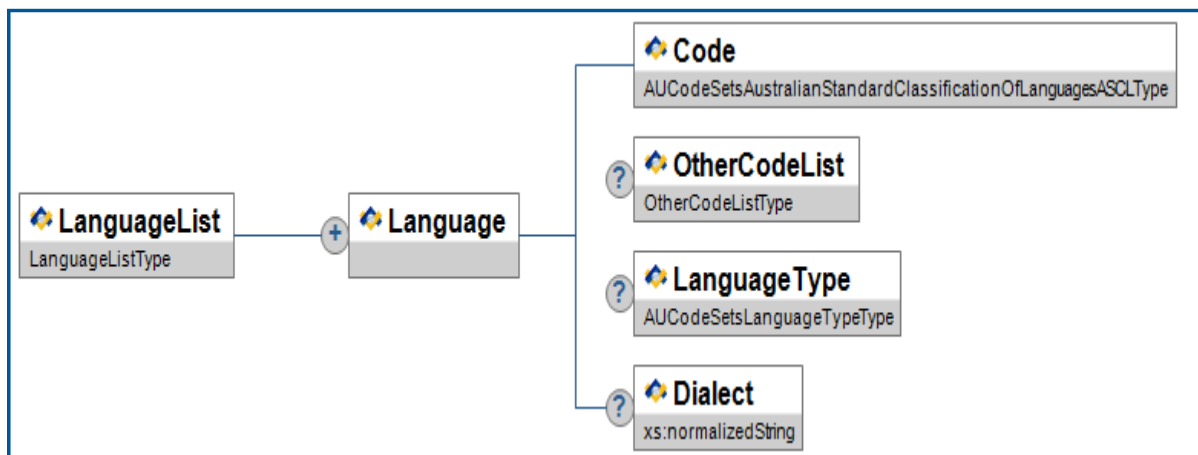 Code
AUCodeSetsAustralianStandardClassificationOfLanguagesASCLType
?
OtherCodeList
OtherCodeListType
LanguageList
LanguageListType
+
Language
?
LanguageType
AUCodeSetsLanguageTypeType
?
Dialect
xs:normalizedString